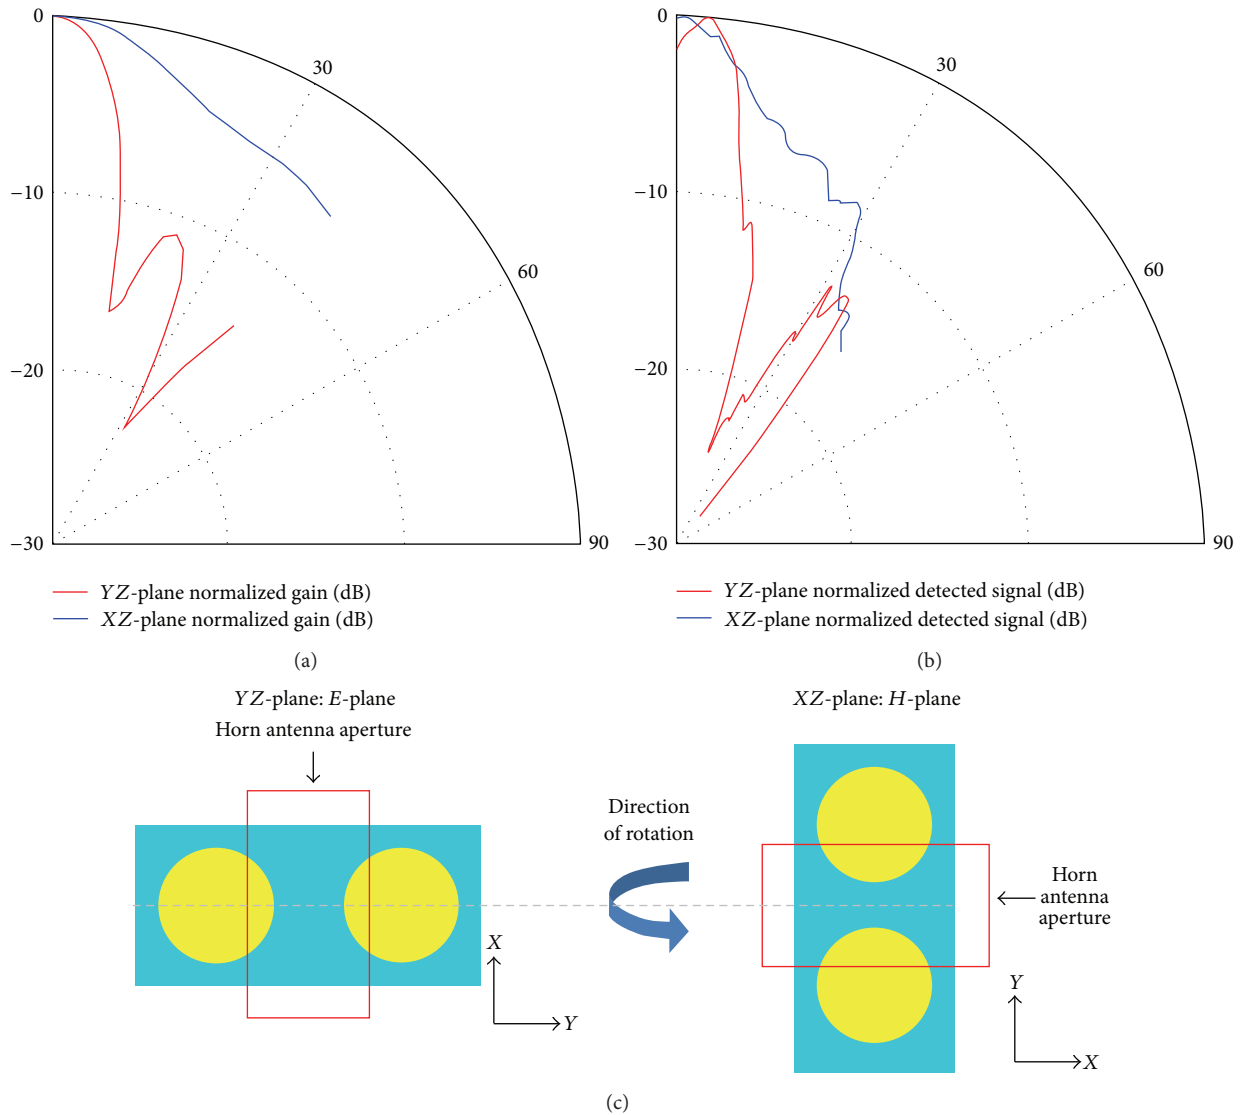 0
30
−10
60
−20
−30
90
YZ-plane normalized gain (dB)
XZ-plane normalized gain (dB)
(a)
0
30
−10
60
−20
−30
90
YZ-plane normalized detected signal (dB)
XZ-plane normalized detected signal (dB)
(b)
YZ-plane: E-plane
Horn antenna aperture
X
Y
Direction
of rotation
XZ-plane: H-plane
Horn
antenna
aperture
Y
X
(c)